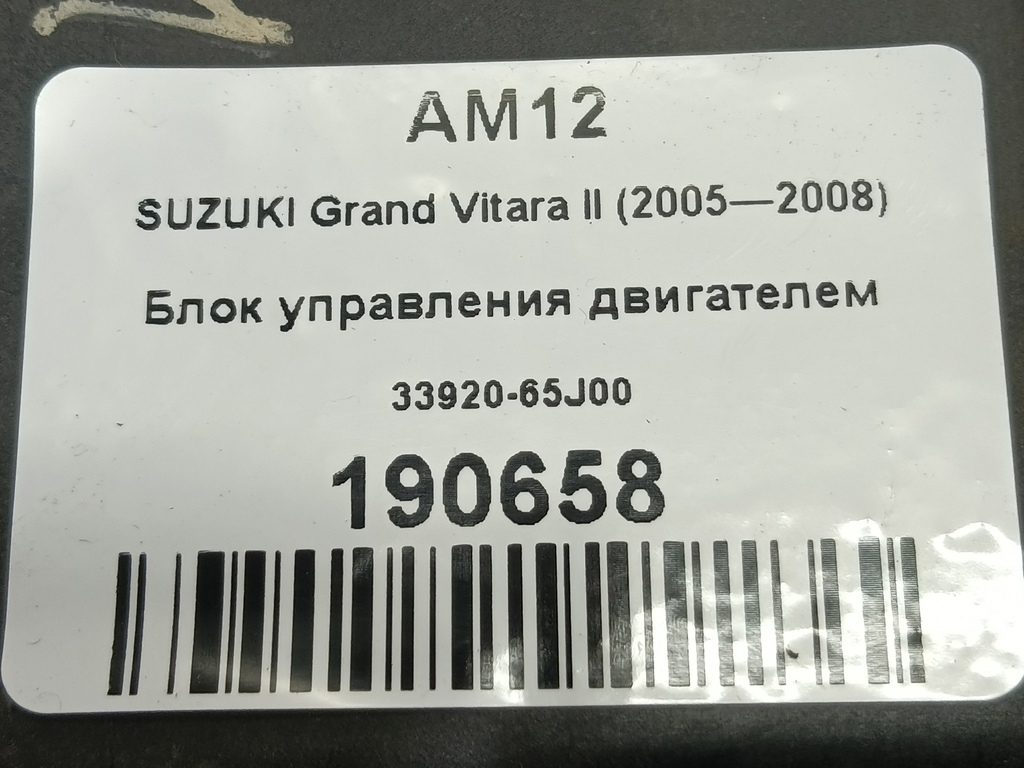 AM12
SUZUKI Grand Vitara II (2005—2008)
Блок управления двигателем
33920-65J00
190658